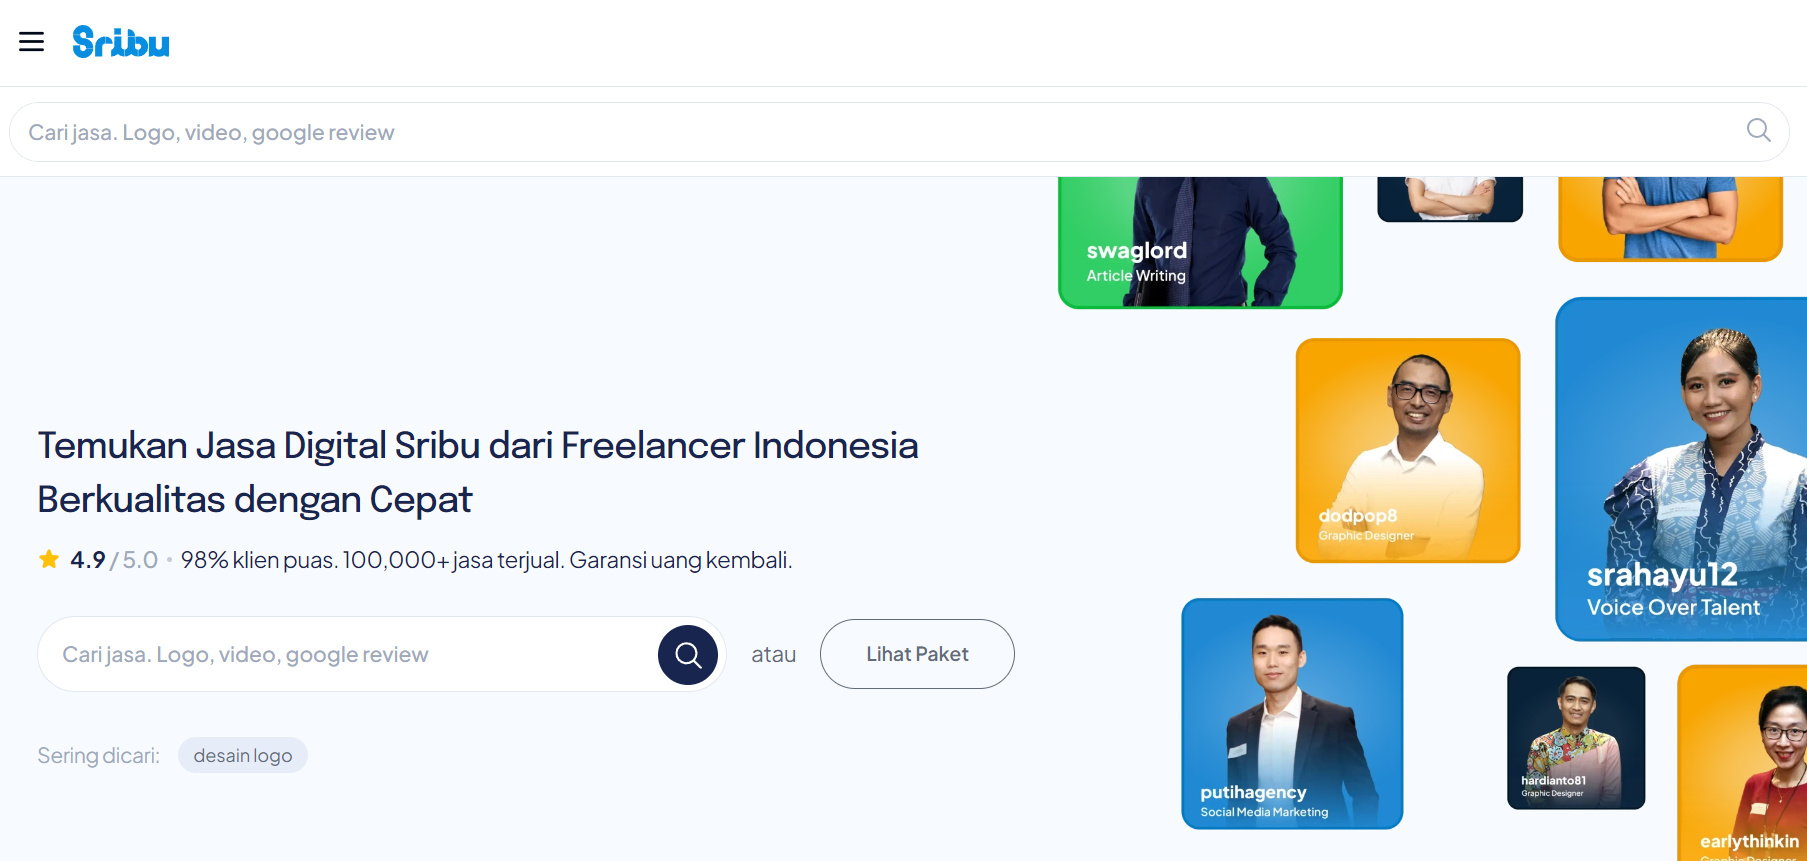 Sribu
Cari jasa. Logo, video, google review
swaglord
Article Writing
Temukan Jasa Digital Sribu dari Freelancer Indonesia
Berkualitas dengan Cepat
4.9 / 5.0 • 98% klien puas. 100,000+ jasa terjual. Garansi uang kembali.
Cari jasa. Logo, video, google review
atau
Lihat Paket
Sering dicari:
desain logo
dodpop8
Graphic Designer
srahayu12
Voice Over Talent
putihagency
Social Media Marketing
hardianto81
Graphic Designer
earlythinkin